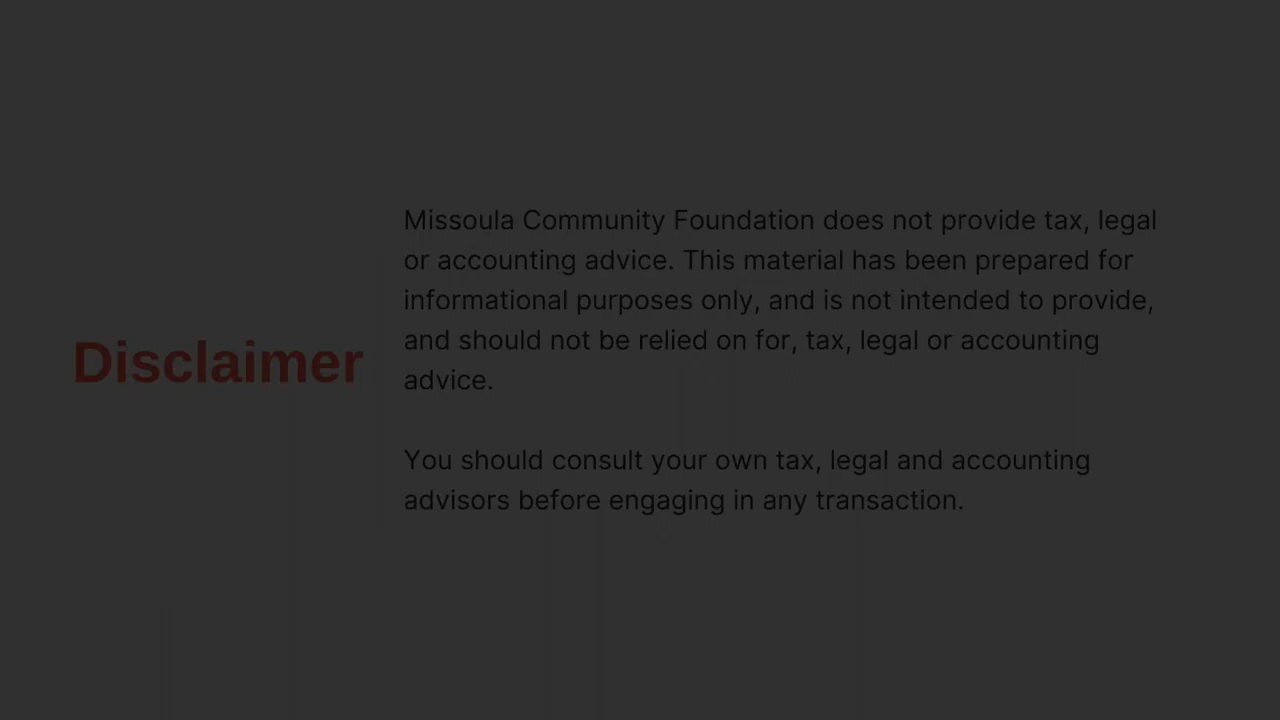 Disclaimer
Missoula Community Foundation does not provide tax, legal
or accounting advice. This material has been prepared for
informational purposes only, and is not intended to provide,
and should not be relied on for, tax, legal or accounting
advice.
You should consult your own tax, legal and accounting
advisors before engaging in any transaction.